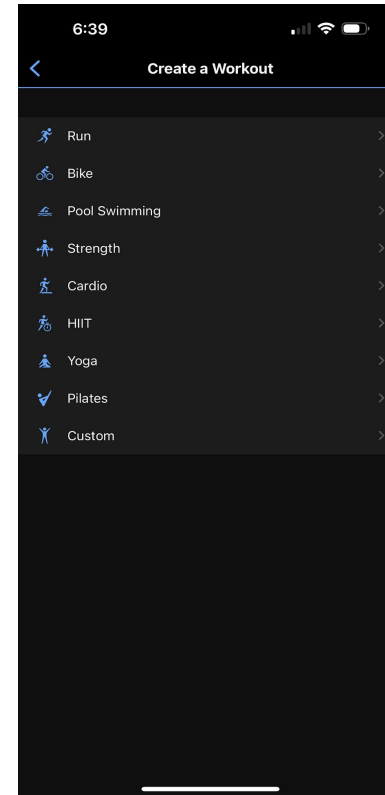 6:39
Create a Workout
Run
Bike
Pool Swimming
Strength
Cardio
HIIT
Yoga
Pilates
Custom